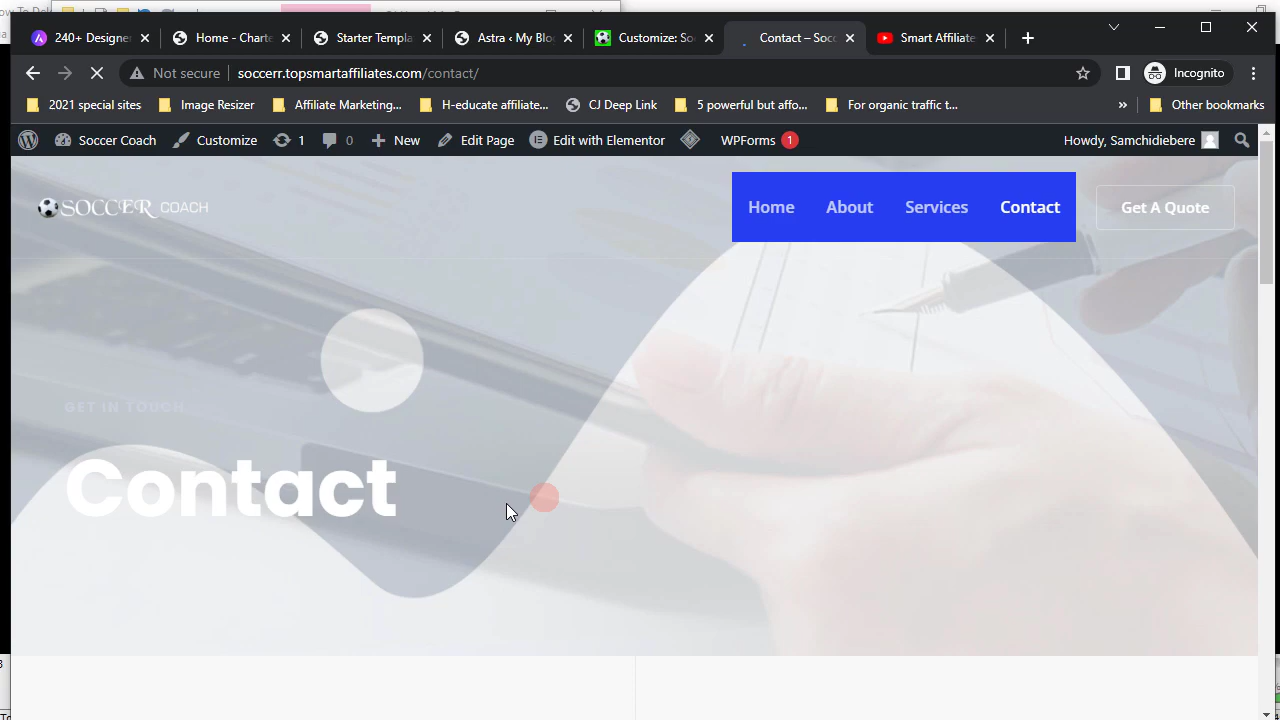 240+ Designer
Home - Charte
Starter Templa
Astra ‹ My Blo
Customize: So
Contact – Socc
Smart Affiliate
Not secure
soccerr.topsmartaffiliates.com/contact/
Incognito
2021 special sites
Image Resizer
Affiliate Marketing...
H-educate affiliate...
CJ Deep Link
5 powerful but affo...
For organic traffic t...
»
Other bookmarks
Soccer Coach
Customize
1
0
New
Edit Page
Edit with Elementor
WPForms 1
Howdy, Samchidiebere
SOCCER COACH
Home
About
Services
Contact
Get A Quote
GET IN TOUCH
Contact